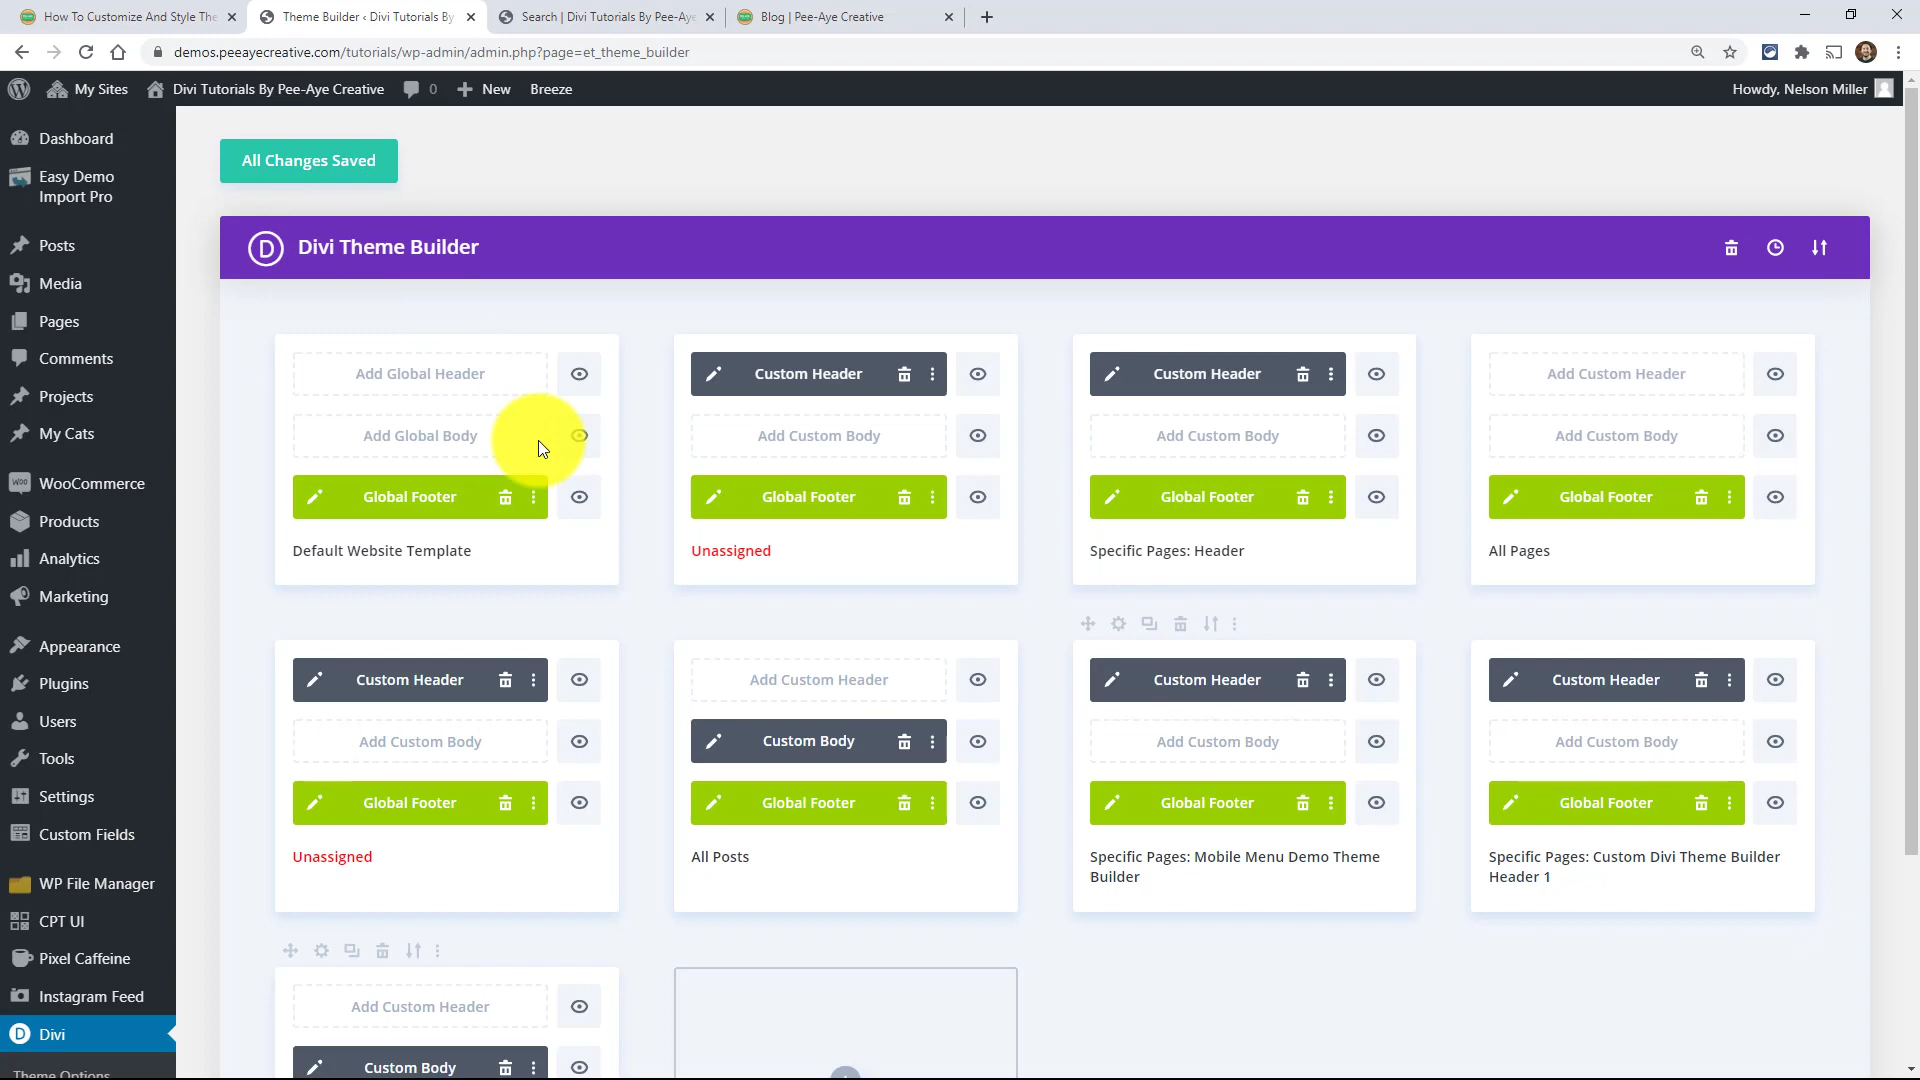 How To Customize And Style The
Theme Builder ‹ Divi Tutorials By
Search | Divi Tutorials By Pee-Aye
Blog | Pee-Aye Creative
demos.peeayecreative.com/tutorials/wp-admin/admin.php?page=et_theme_builder
My Sites
Divi Tutorials By Pee-Aye Creative
0
New
Breeze
Howdy, Nelson Miller
Dashboard
Easy Demo
Import Pro
Posts
Media
Pages
Comments
Projects
My Cats
WooCommerce
Products
Analytics
Marketing
Appearance
Plugins
Users
Tools
Settings
Custom Fields
WP File Manager
CPT UI
Pixel Caffeine
Instagram Feed
Divi
Theme Options
All Changes Saved
D
Divi Theme Builder
Add Global Header
Add Global Body
Global Footer
Default Website Template
Custom Header
Add Custom Body
Global Footer
Unassigned
Custom Header
Add Custom Body
Global Footer
Specific Pages: Header
Add Custom Header
Add Custom Body
Global Footer
All Pages
Custom Header
Add Custom Body
Global Footer
Unassigned
Add Custom Header
Custom Body
Global Footer
All Posts
Custom Header
Add Custom Body
Global Footer
Specific Pages: Mobile Menu Demo Theme
Builder
Custom Header
Add Custom Body
Global Footer
Specific Pages: Custom Divi Theme Builder
Header 1
Add Custom Header
Custom Body